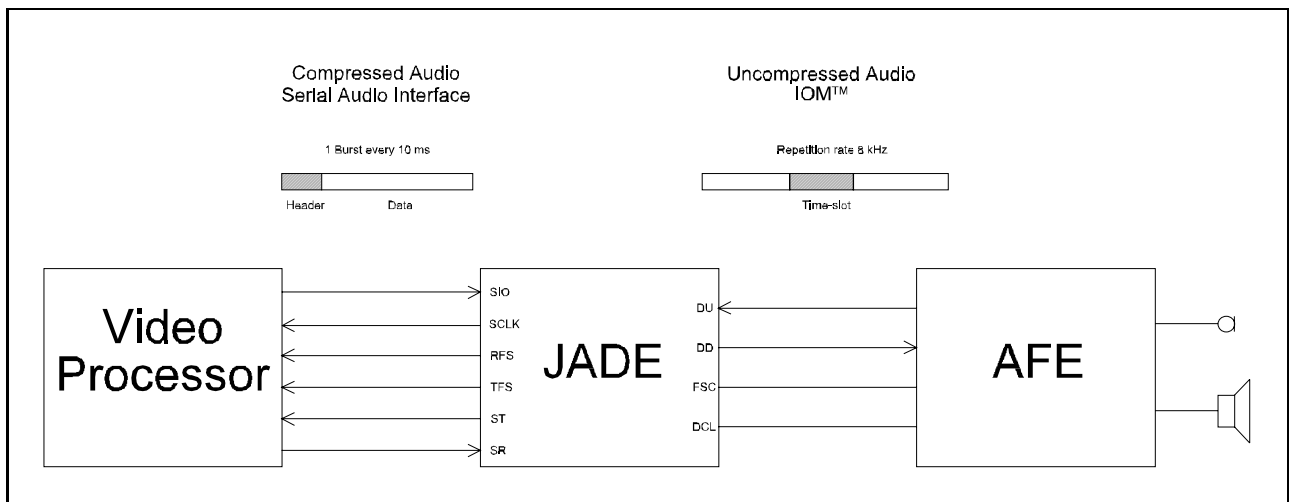 Compressed Audio
Serial Audio Interface
Uncompressed Audio
IOM™
1 Burst every 10 ms
Repetition rate 8 kHz
Header
Data
Time-slot
Video
Processor
SIO
SCLK
RFS
TFS
ST
SR
JADE
DU
DD
FSC
DCL
AFE